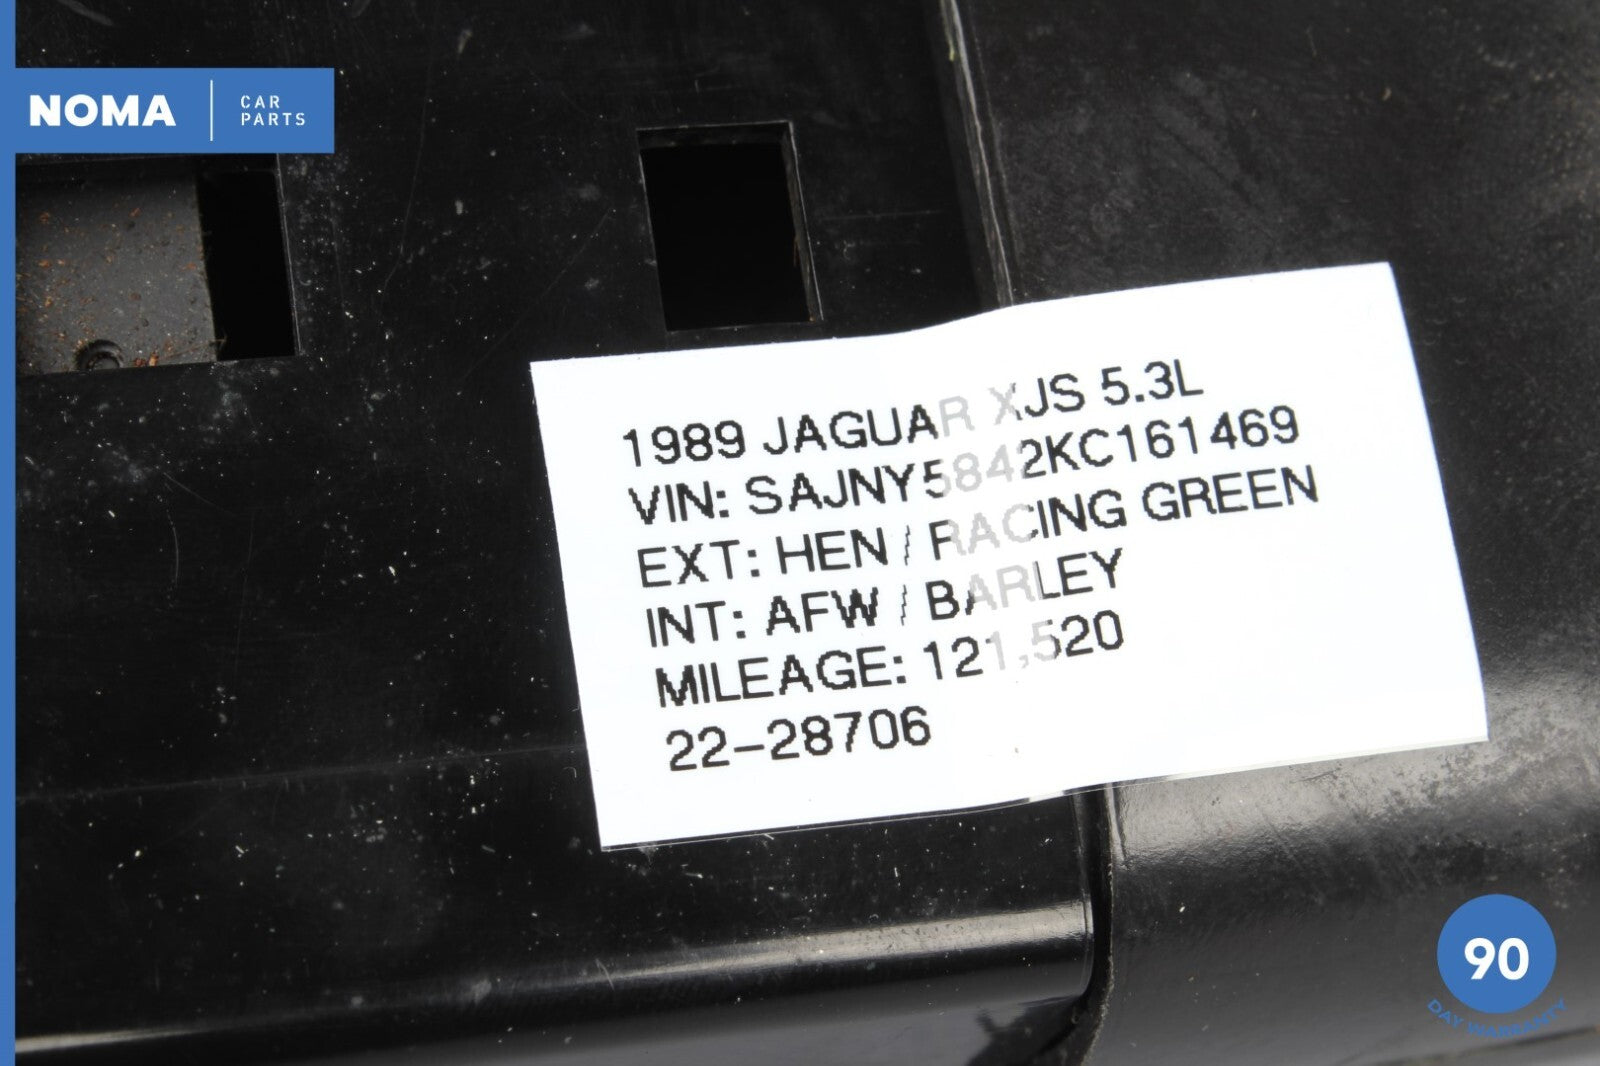 NOMA
CAR
PARTS
1989 JAGUAR XJS 5.3L
VIN: SAJNY5842KC161469
EXT: HEN / RACING GREEN
INT: AFW / BARLEY
MILEAGE: 121,520
22-28706
90
DAY WARRANTY